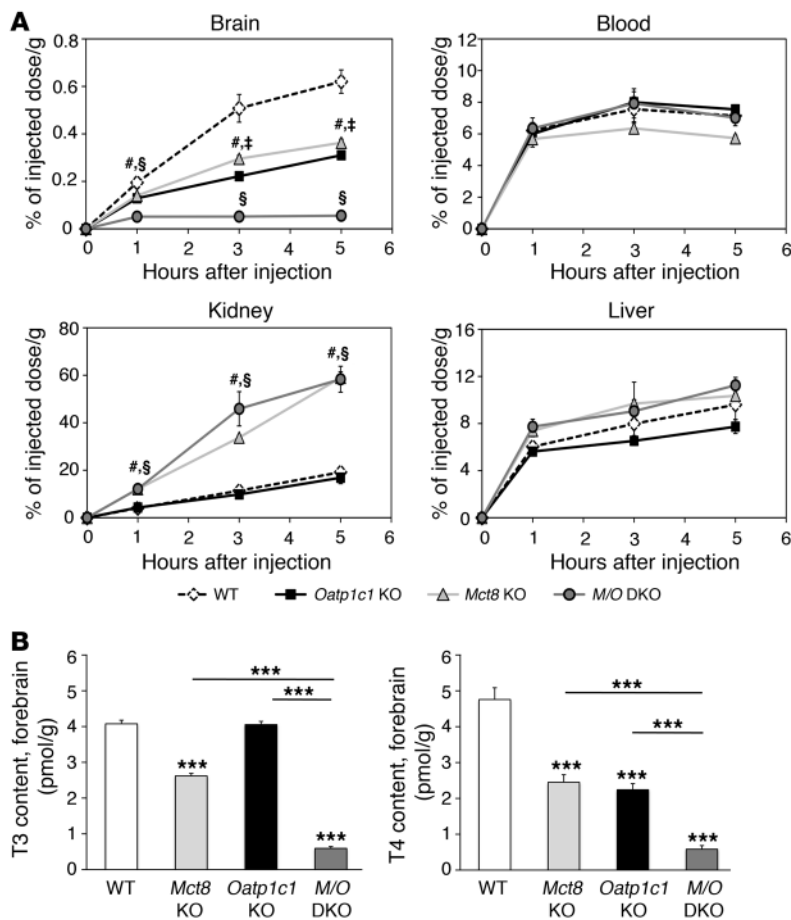 A
Brain
Blood
% of injected dose/g
0.8
0.6
0.4
0.2
0
#,§
#,‡
#,‡
§
§
0 1 2 3 4 5 6
Hours after injection
% of injected dose/g
12
10
8
6
4
2
0
0 1 2 3 4 5 6
Hours after injection
Kidney
Liver
% of injected dose/g
80
60
40
20
0
#,§
#,§
#,§
0 1 2 3 4 5 6
Hours after injection
% of injected dose/g
16
12
8
4
0
0 1 2 3 4 5 6
Hours after injection
WT Oatp1c1 KO Mct8 KO M/O DKO
B
T3 content, forebrain
(pmol/g)
6
5
4
3
2
1
0
***
***
***
***
WT Mct8 Oatp1c1 M/O
KO KO DKO
T4 content, forebrain
(pmol/g)
6
5
4
3
2
1
0
***
***
*** ***
***
WT Mct8 Oatp1c1 M/O
KO KO DKO